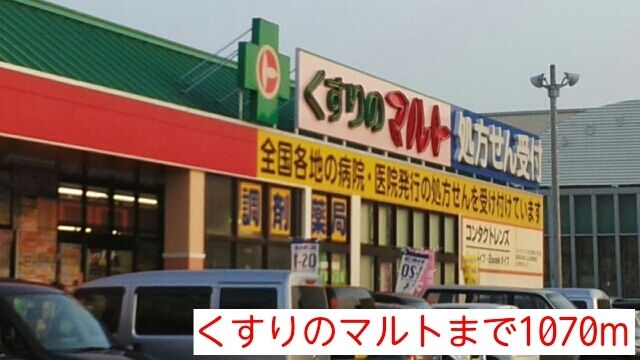 ト
くすりのマルト
処方せん受付
全国各地の病院・医院発行の処方せんを受け付けています
調剤薬局
コンタクトレンズ
くすりのマルトまで1070m